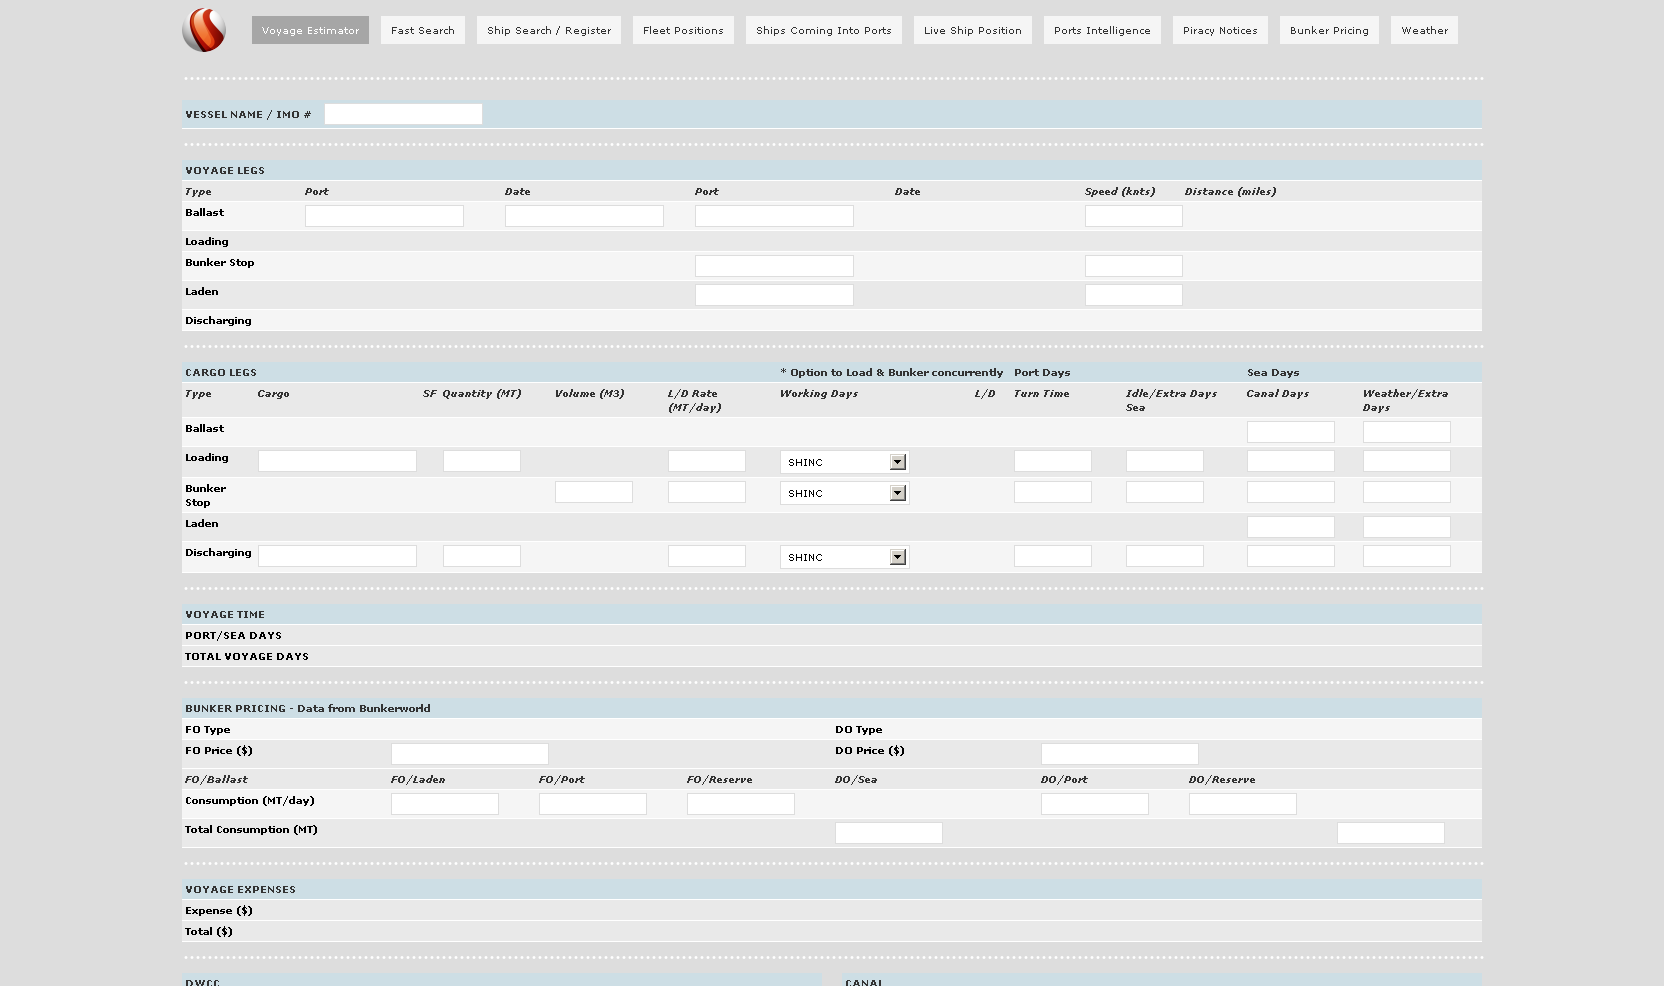 Voyage Estimator Fast Search Ship Search / Register Fleet Positions Ships Coming Into Ports Live Ship Position Ports Intelligence Piracy Notices Bunker Pricing Weather
VESSEL NAME / IMO #
VOYAGE LEGS
Type Port Date Port Date Speed (knts) Distance (miles)
Ballast
Loading
Bunker Stop
Laden
Discharging
CARGO LEGS * Option to Load & Bunker concurrently Port Days Sea Days
Type Cargo SF Quantity (MT) Volume (M3) L/D Rate Working Days L/D Turn Time Idle/Extra Days Canal Days Weather/Extra
(MT/day) Sea Days
Ballast
Loading SHINC
Bunker SHINC
Stop
Laden
Discharging SHINC
VOYAGE TIME
PORT/SEA DAYS
TOTAL VOYAGE DAYS
BUNKER PRICING - Data from Bunkerworld
FO Type DO Type
FO Price ($) DO Price ($)
FO/Ballast FO/Laden FO/Port FO/Reserve DO/Sea DO/Port DO/Reserve
Consumption (MT/day)
Total Consumption (MT)
VOYAGE EXPENSES
Expense ($)
Total ($)
DWCC CANAL